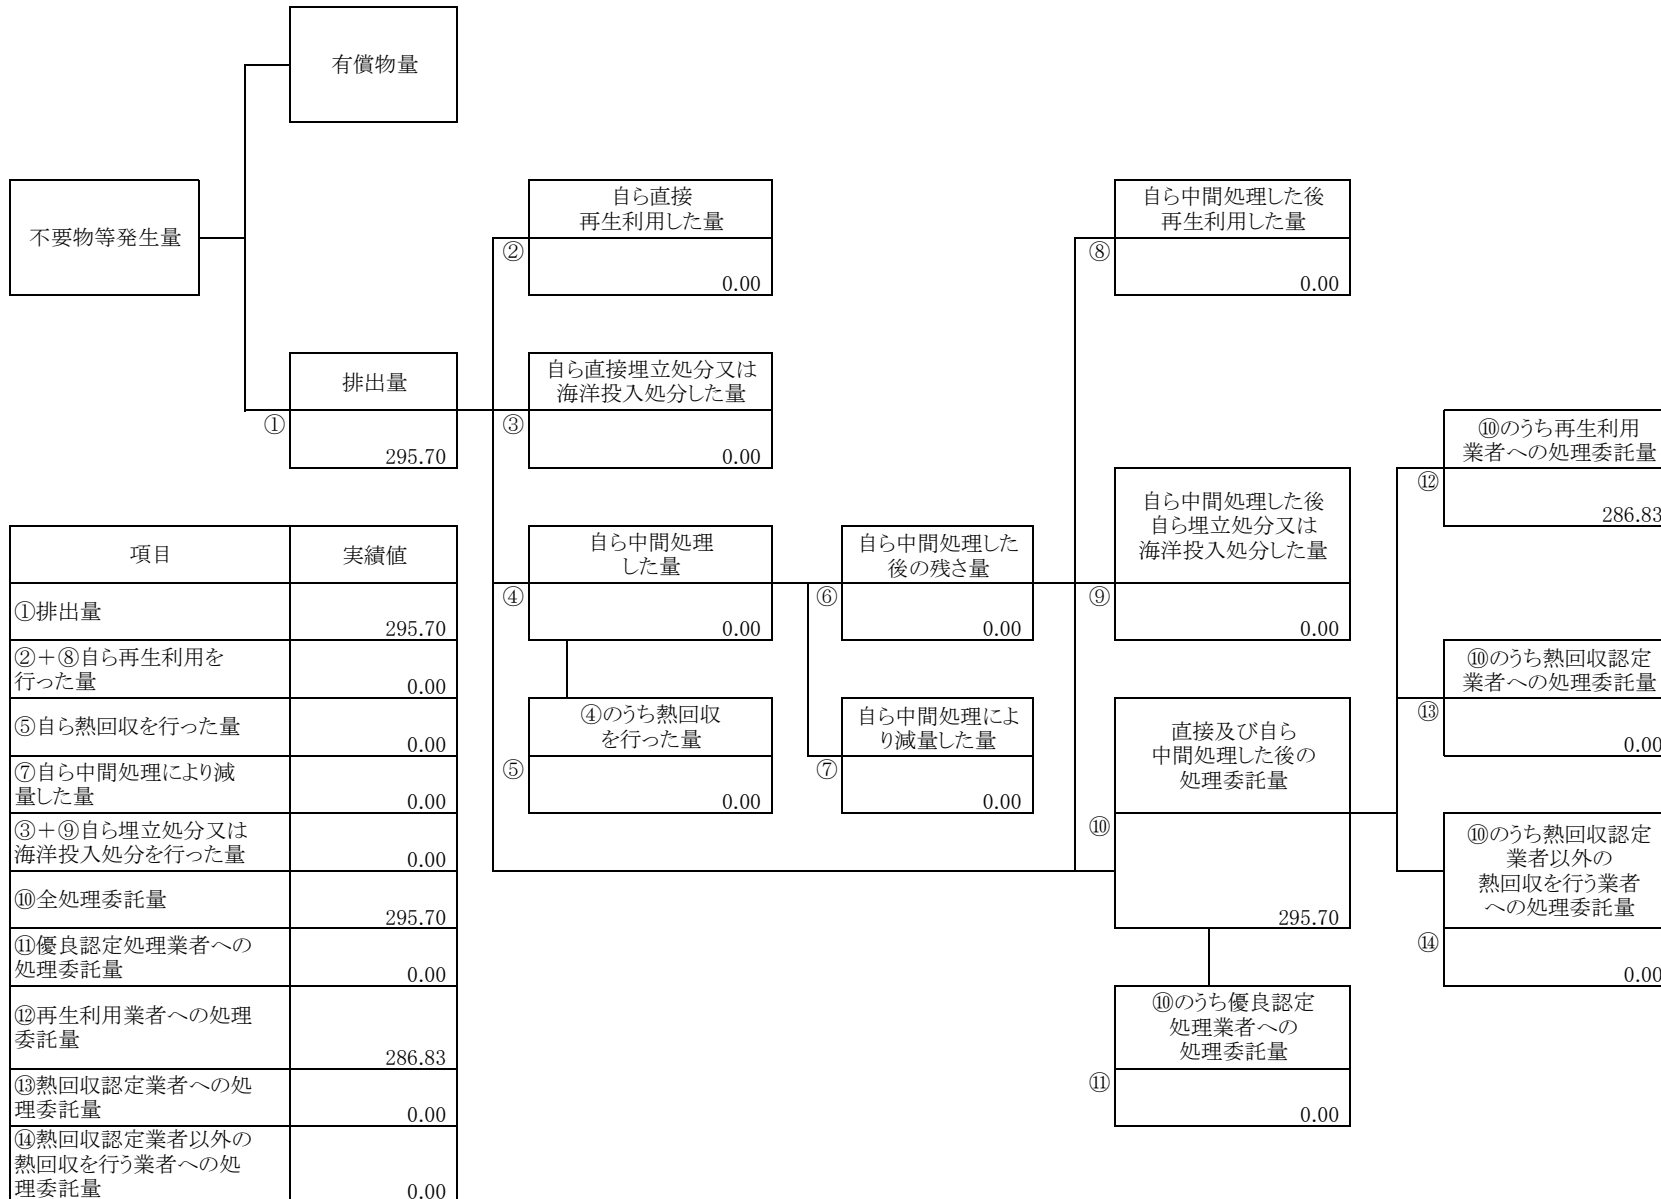 有償物量
不要物等発生量
自ら直接
再生利用した量
②
0.00
自ら中間処理した後
再生利用した量
⑧
0.00
排出量
①
295.70
自ら直接埋立処分又は
海洋投入処分した量
③
0.00
⑩のうち再生利用
業者への処理委託量
⑫
286.83
自ら中間処理
した量
④
0.00
自ら中間処理した
後の残さ量
⑥
0.00
自ら中間処理した後
自ら埋立処分又は
海洋投入処分した量
⑨
0.00
⑩のうち熱回収認定
業者への処理委託量
⑬
0.00
④のうち熱回収
を行った量
⑤
0.00
自ら中間処理によ
り減量した量
⑦
0.00
直接及び自ら
中間処理した後の
処理委託量
⑩
295.70
⑩のうち熱回収認定
業者以外の
熱回収を行う業者
への処理委託量
⑭
0.00
⑩のうち優良認定
処理業者への
処理委託量
⑪
0.00
項目 実績値
①排出量
295.70
②+⑧自ら再生利用を
行った量 0.00
⑤自ら熱回収を行った量
0.00
⑦自ら中間処理により減
量した量 0.00
③+⑨自ら埋立処分又は
海洋投入処分を行った量 0.00
⑩全処理委託量
295.70
⑪優良認定処理業者への
処理委託量 0.00
⑫再生利用業者への処理
委託量
286.83
⑬熱回収認定業者への処
理委託量 0.00
⑭熱回収認定業者以外の
熱回収を行う業者への処
理委託量 0.00